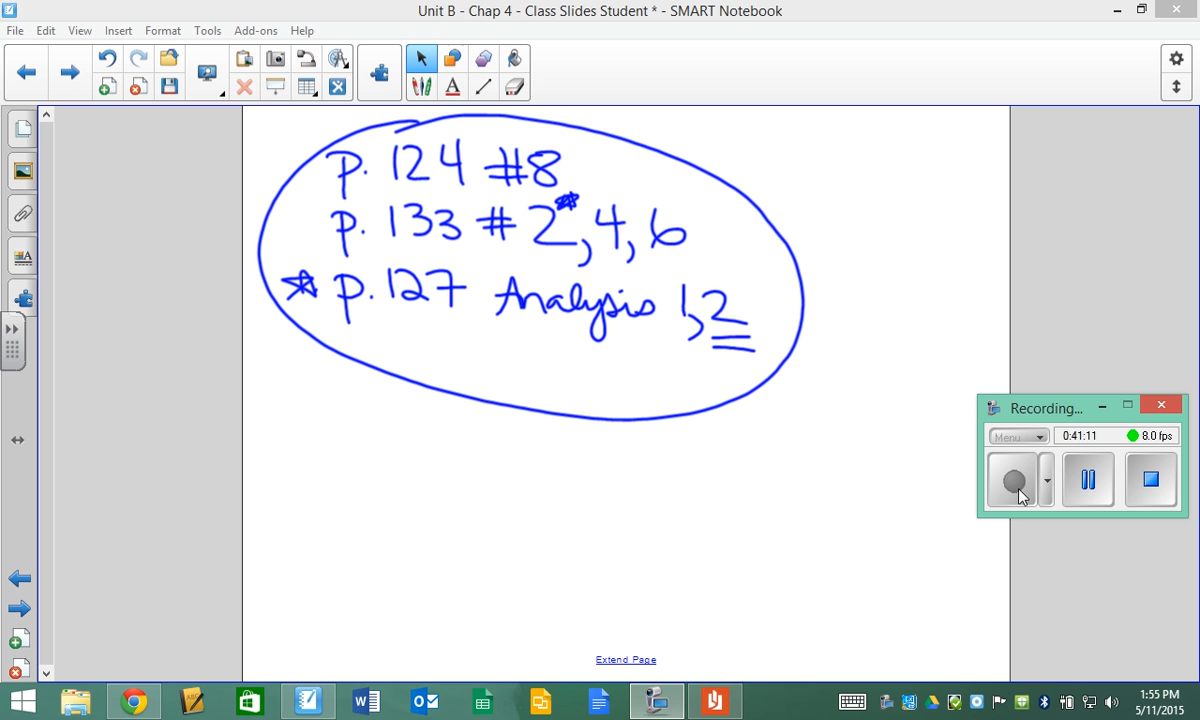 Unit B - Chap 4 - Class Slides Student * - SMART Notebook
File Edit View Insert Format Tools Add-ons Help
p. 124 #8
p. 133 # 2*, 4, 6
☆ p. 127 Analysis 1, 2
Recording...
Menu 0:41:11 8.0 fps
Extend Page
1:55 PM
5/11/2015